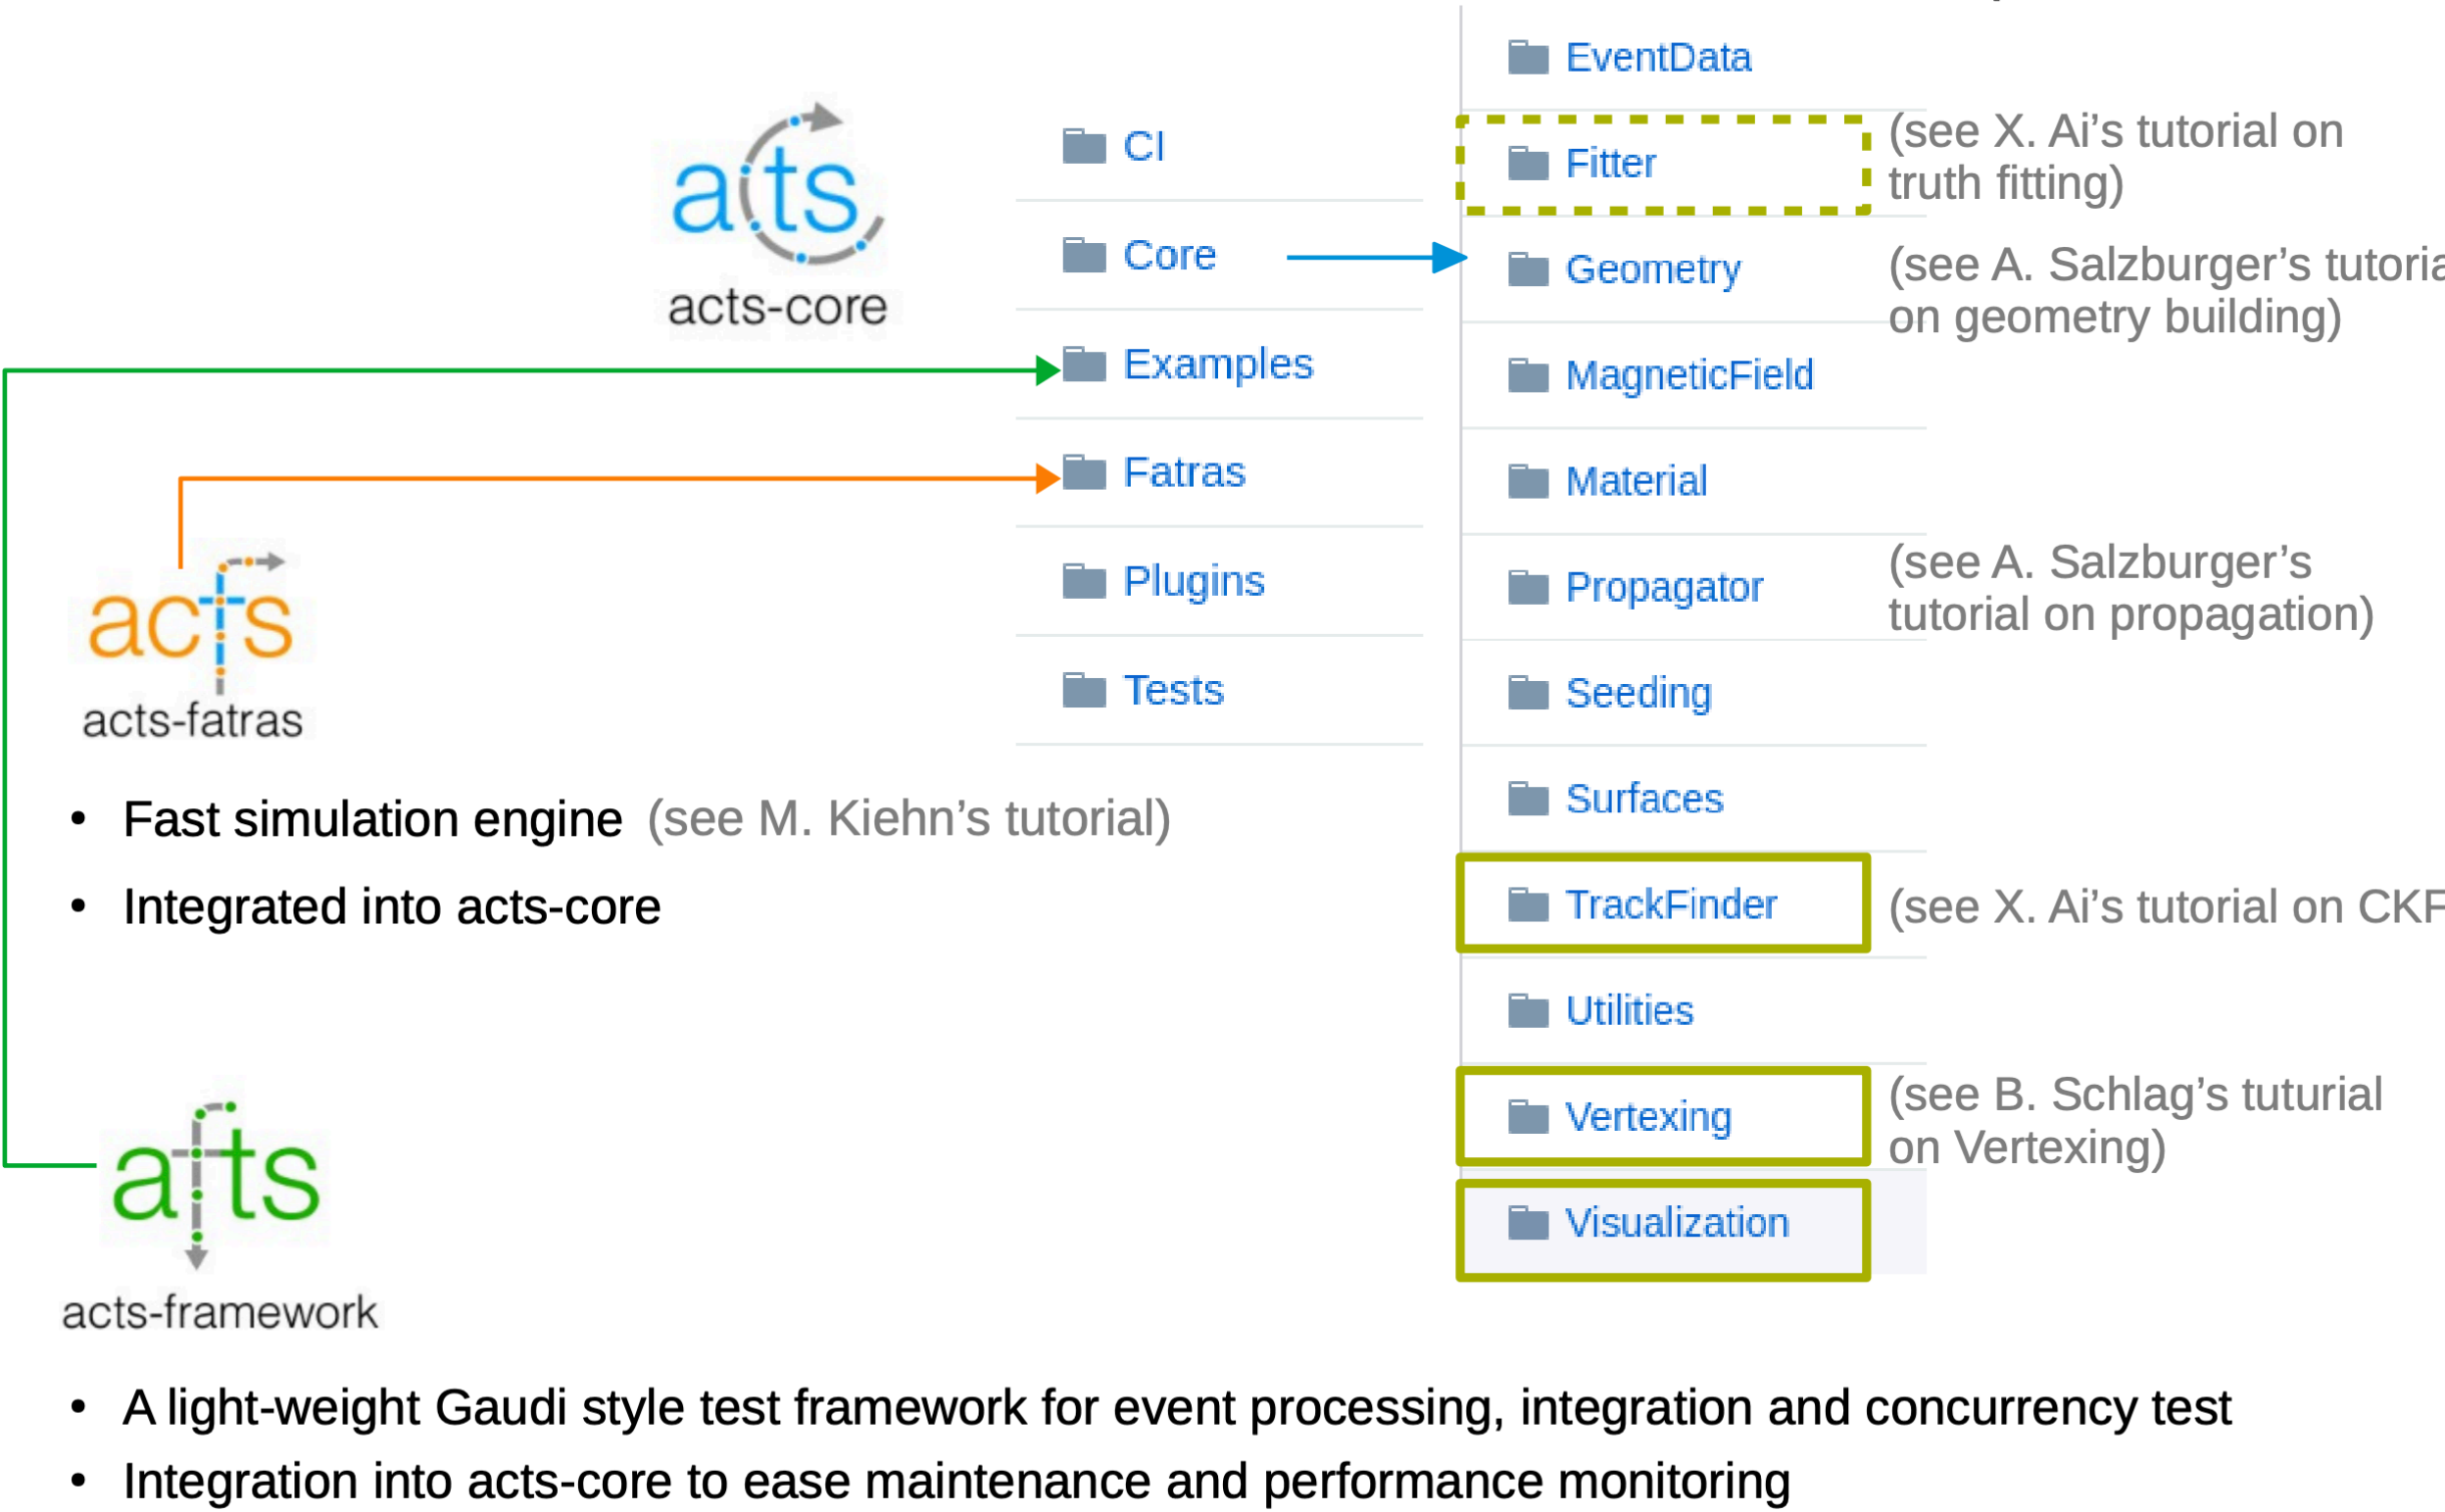 acts
acts-core
CI
Core
Examples
Fatras
Plugins
Tests
EventData
Fitter
(see X. Ai’s tutorial on
truth fitting)
Geometry
(see A. Salzburger’s tutoria
on geometry building)
MagneticField
Material
Propagator
(see A. Salzburger’s
tutorial on propagation)
Seeding
Surfaces
TrackFinder
(see X. Ai’s tutorial on CKF
Utilities
Vertexing
(see B. Schlag’s tuturial
on Vertexing)
Visualization
acts
acts-fatras
• Fast simulation engine (see M. Kiehn’s tutorial)
• Integrated into acts-core
acts
acts-framework
• A light-weight Gaudi style test framework for event processing, integration and concurrency test
• Integration into acts-core to ease maintenance and performance monitoring